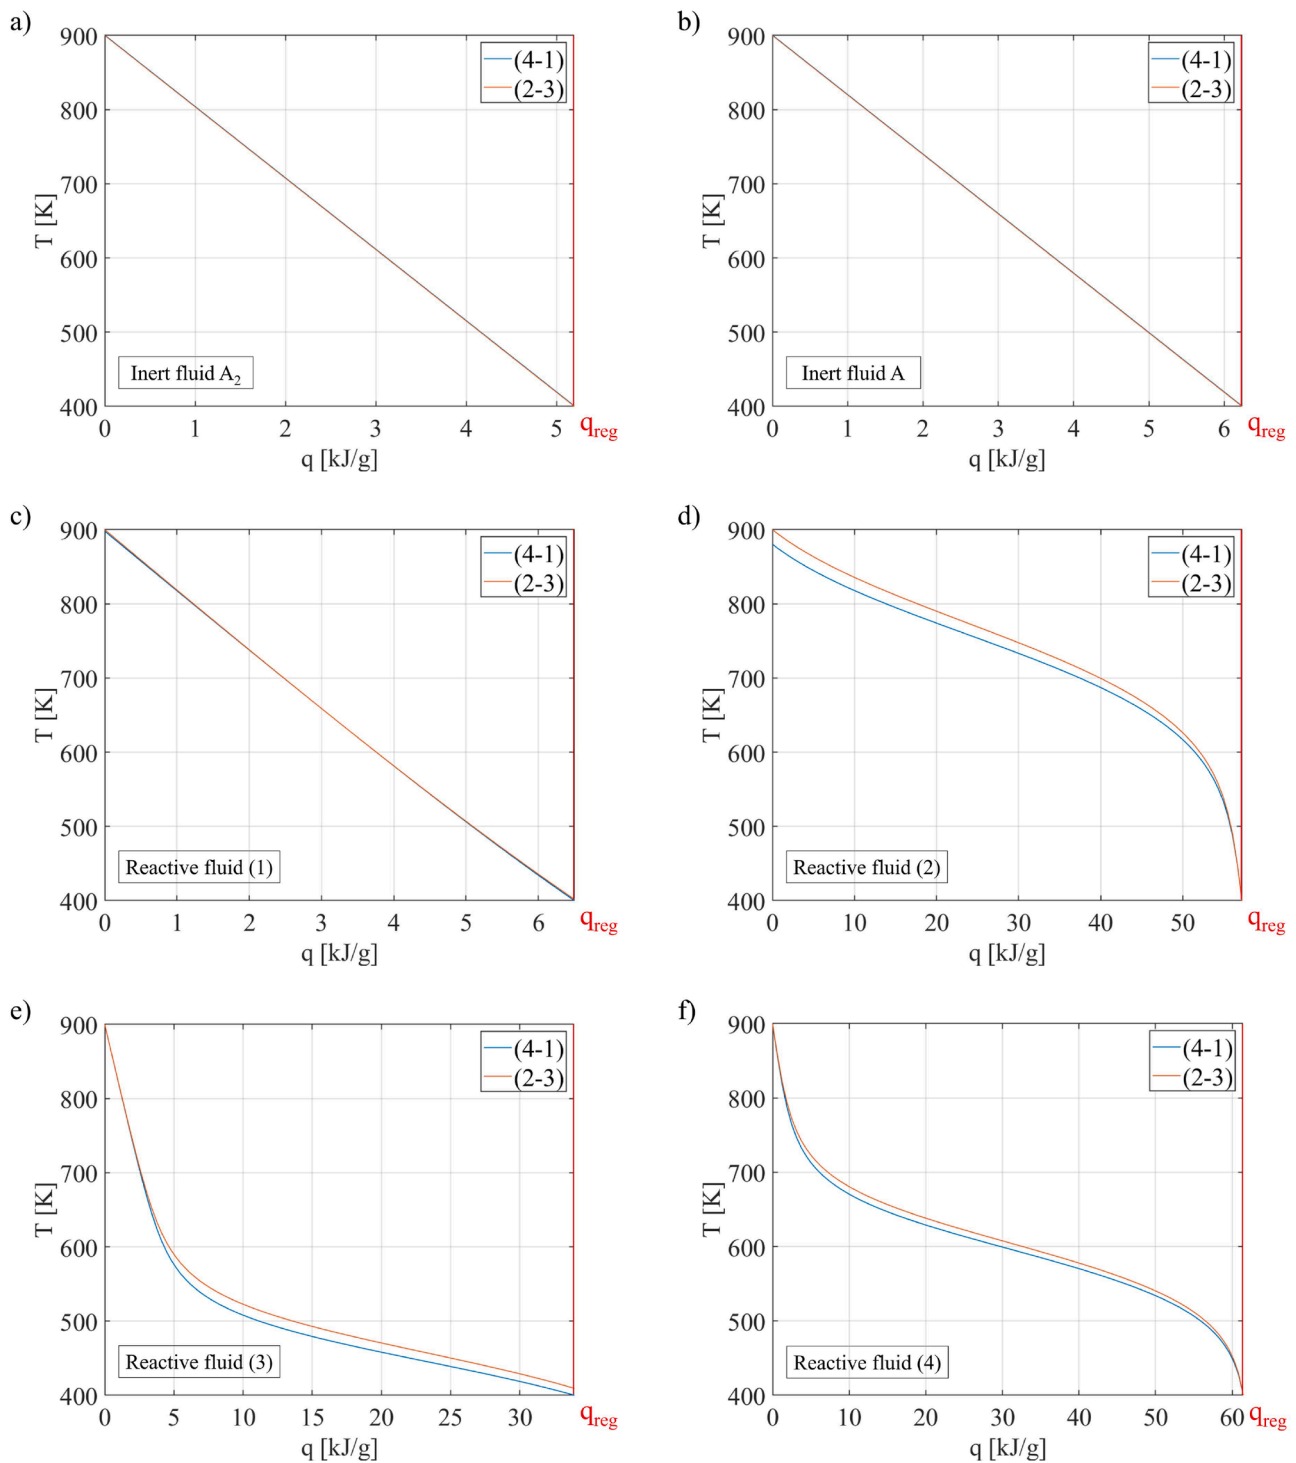 a)
900
800
700
600
500
400
T [K]
(4-1)
(2-3)
Inert fluid A₂
0 1 2 3 4 5 q_reg
q [kJ/g]
b)
900
800
700
600
500
400
T [K]
(4-1)
(2-3)
Inert fluid A
0 1 2 3 4 5 6 q_reg
q [kJ/g]
c)
900
800
700
600
500
400
T [K]
(4-1)
(2-3)
Reactive fluid (1)
0 1 2 3 4 5 6 q_reg
q [kJ/g]
d)
900
800
700
600
500
400
T [K]
(4-1)
(2-3)
Reactive fluid (2)
0 10 20 30 40 50 q_reg
q [kJ/g]
e)
900
800
700
600
500
400
T [K]
(4-1)
(2-3)
Reactive fluid (3)
0 5 10 15 20 25 30 q_reg
q [kJ/g]
f)
900
800
700
600
500
400
T [K]
(4-1)
(2-3)
Reactive fluid (4)
0 10 20 30 40 50 60 q_reg
q [kJ/g]